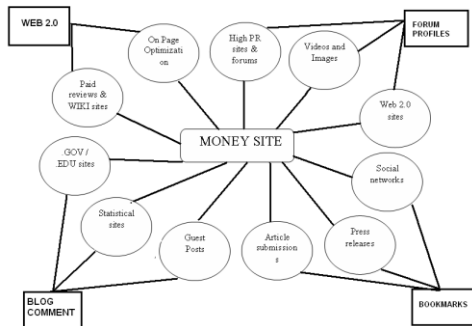 WEB 2.0
On Page
Optimizati
on
High PR
sites &
forums
Videos and
Images
FORUM
PROFILES
Paid
reviews &
WIKI sites
Web 2.0
sites
MONEY SITE
.GOV /
.EDU sites
Social
networks
Statistical
sites
Guest
Posts
Article
submission
s
Press
releases
BLOG
COMMENT
BOOKMARKS